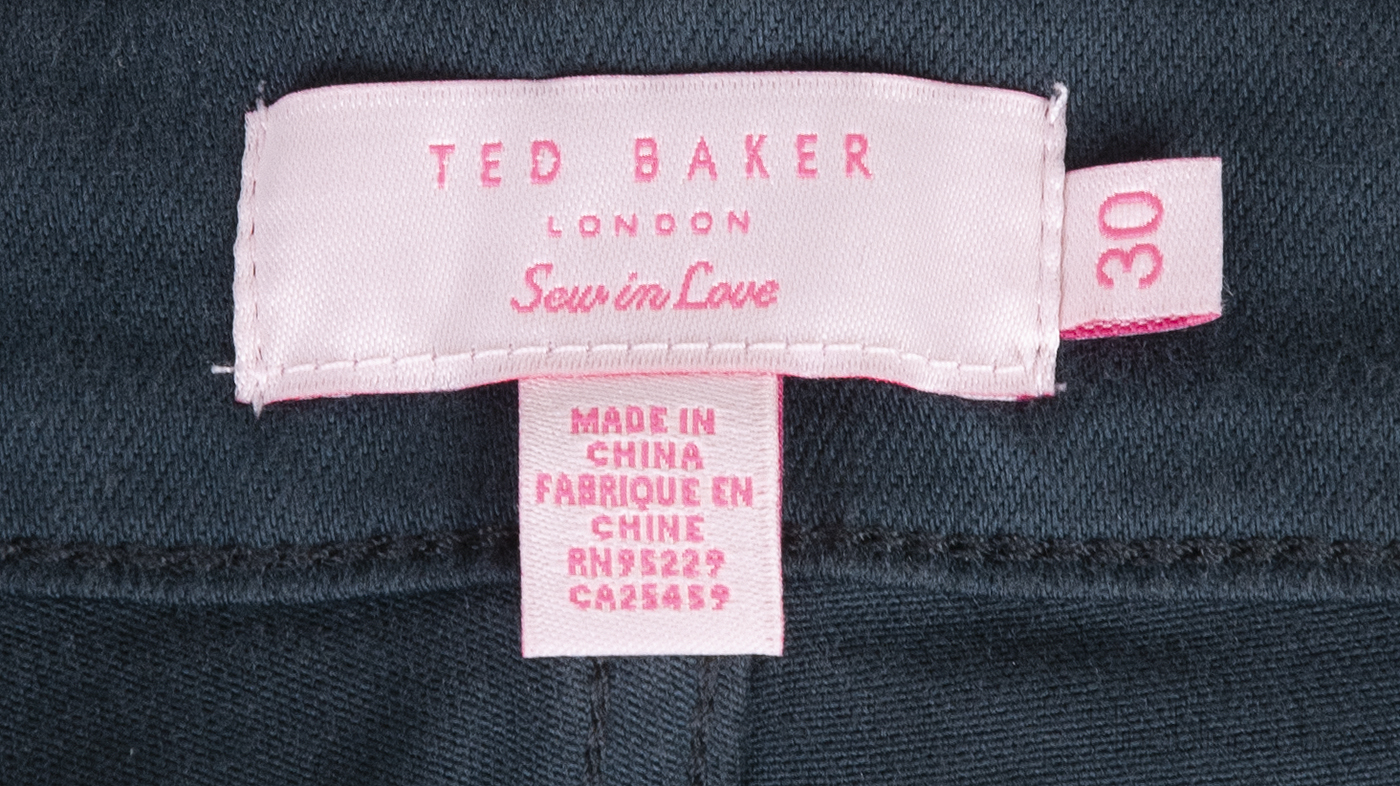 TED BAKER
LONDON
Sew in Love
30
MADE IN
CHINA
FABRIQUE EN
CHINE
RN95229
CA25459